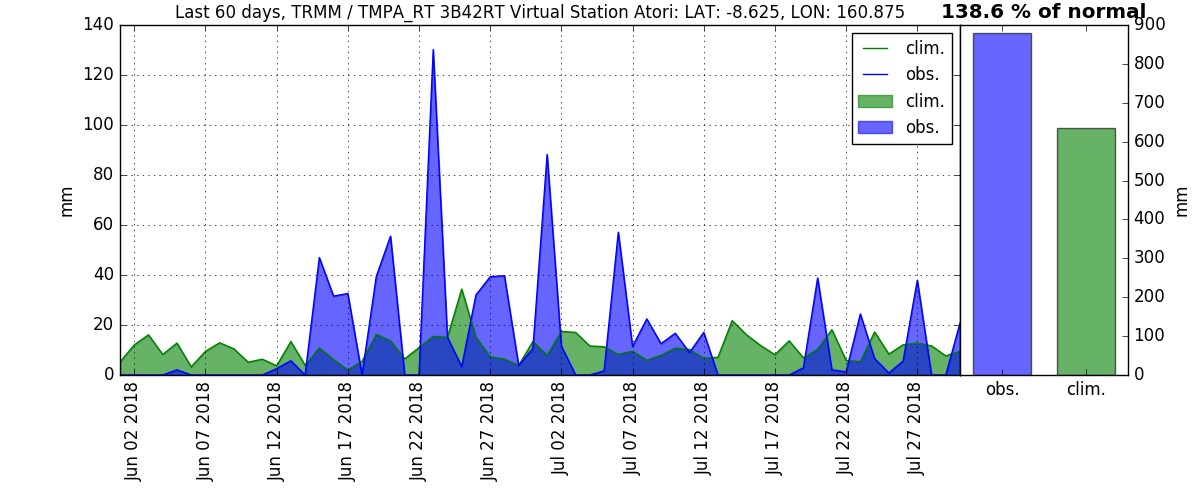 Last 60 days, TRMM / TMPA_RT 3B42RT Virtual Station Atori: LAT: -8.625, LON: 160.875
138.6 % of normal
140
120
100
80
60
40
20
0
mm
clim.
obs.
clim.
obs.
900
800
700
600
500
400
300
200
100
0
mm
Jun 02 2018
Jun 07 2018
Jun 12 2018
Jun 17 2018
Jun 22 2018
Jun 27 2018
Jul 02 2018
Jul 07 2018
Jul 12 2018
Jul 17 2018
Jul 22 2018
Jul 27 2018
obs.
clim.